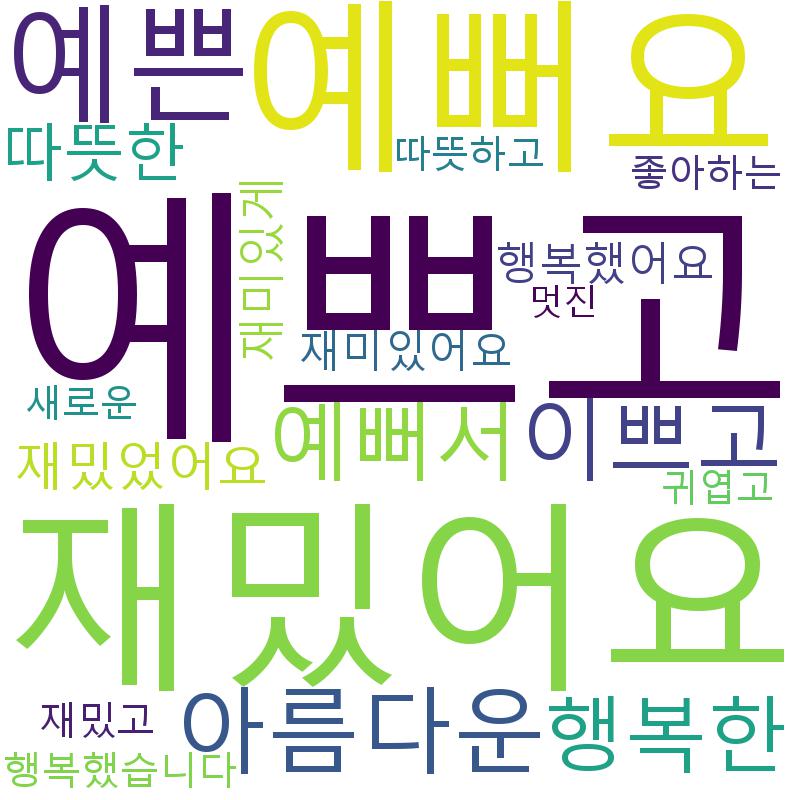 예쁜 예뻐요
따뜻한 따뜻하고 좋아하는
재미있게
예쁘고
행복했어요
멋진
재미있어요
새로운
예뻐서 이쁘고
재밌었어요
귀엽고
재밌어요
아름다운 행복한
재밌고
행복했습니다